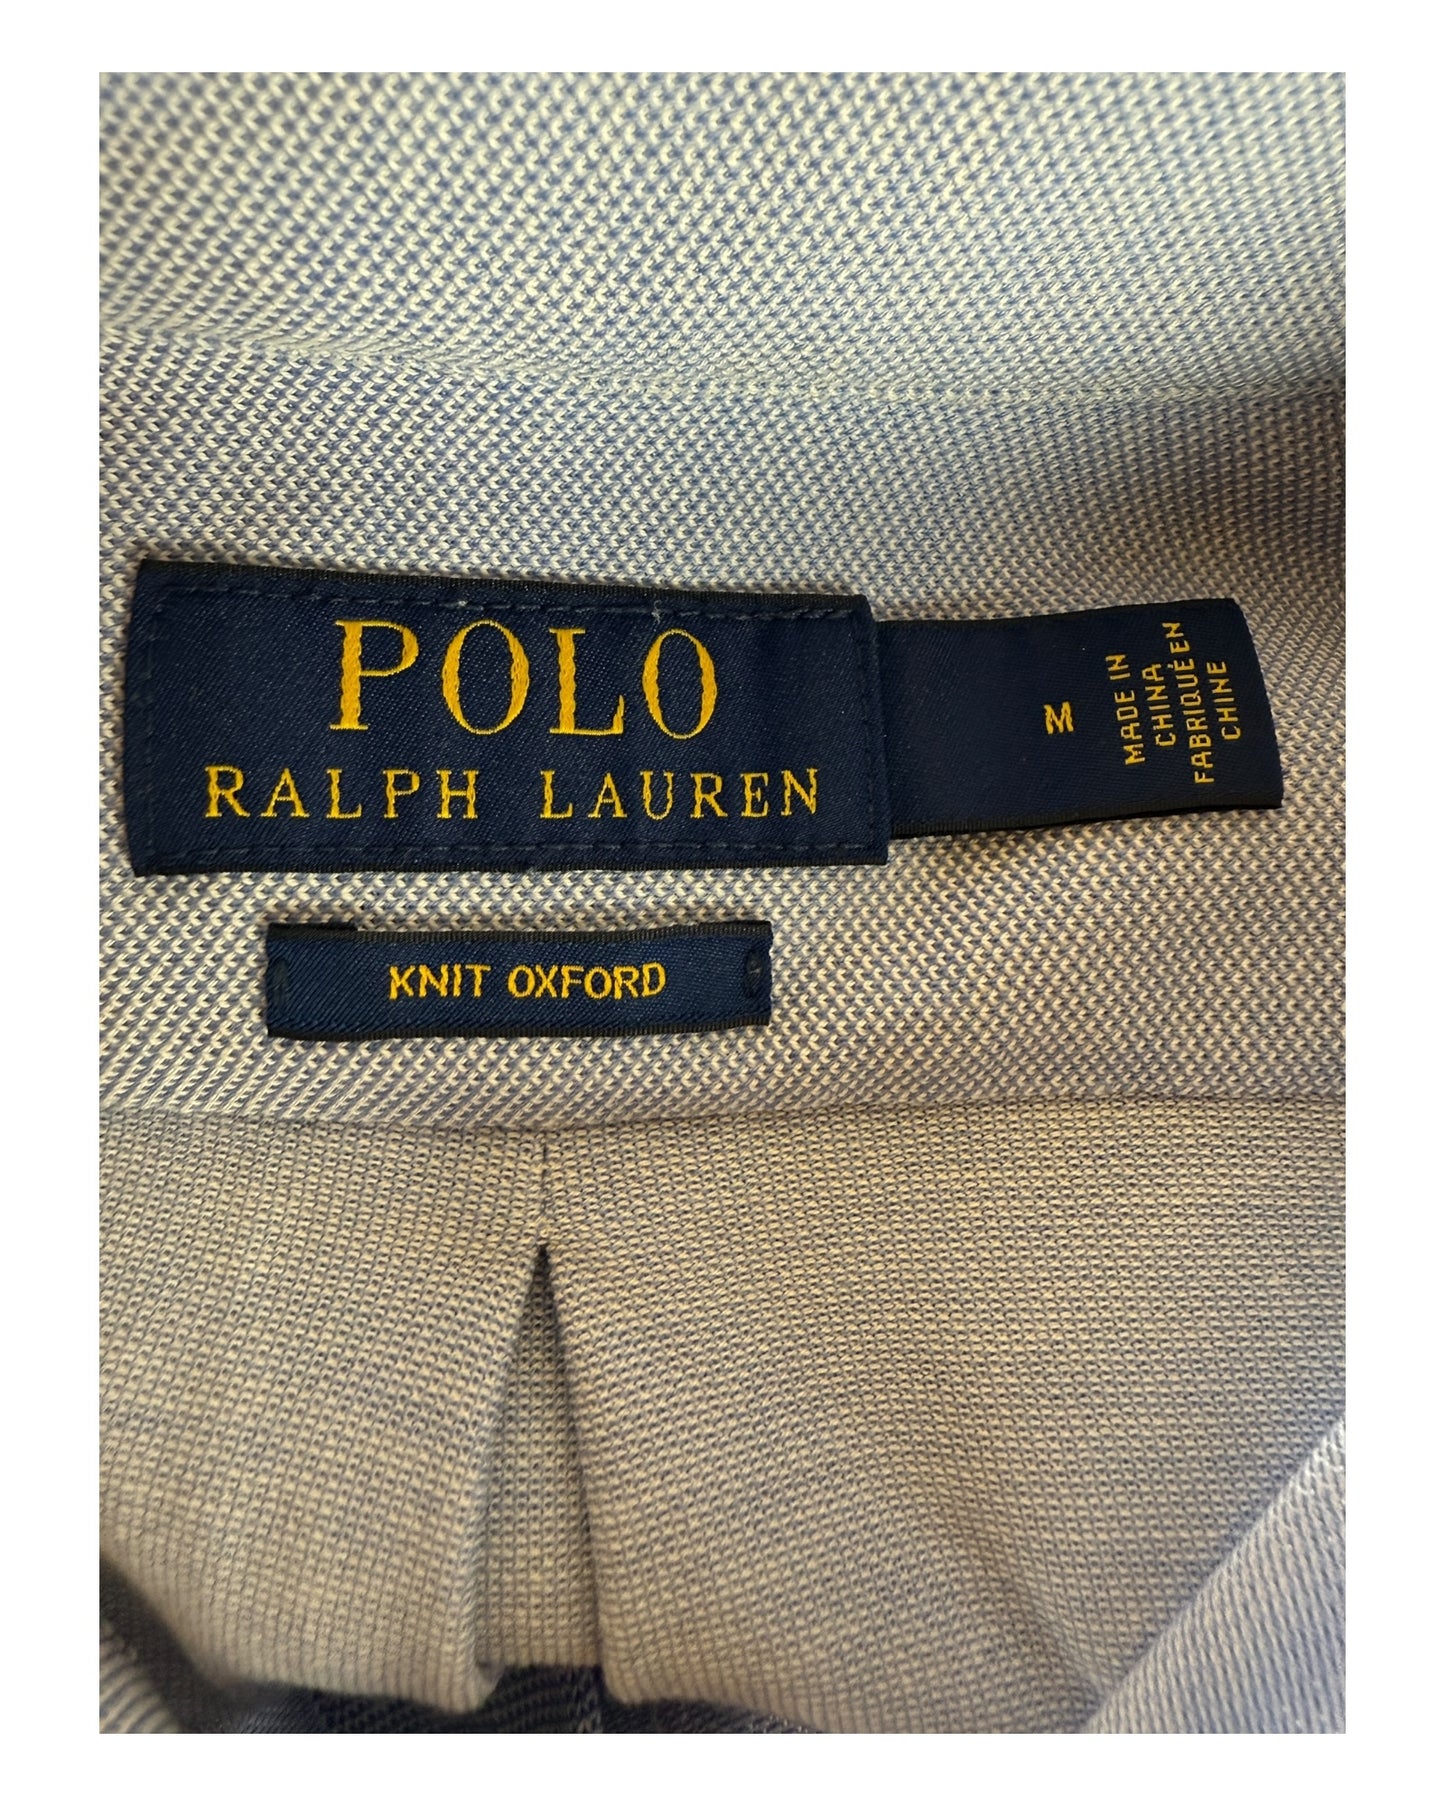 POLO
RALPH LAUREN
M
MADE IN
CHINA
FABRIQUÉ EN
CHINE
KNIT OXFORD